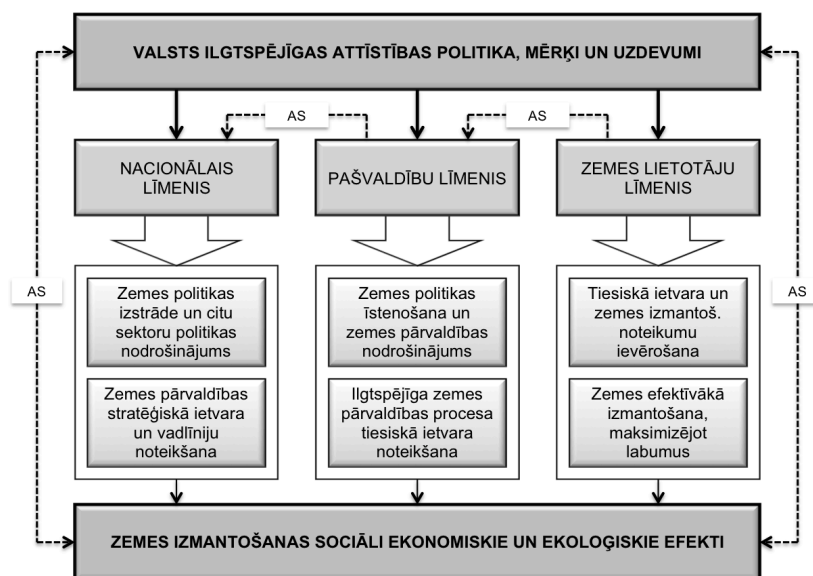 VALSTS ILGTSPĒJĪGAS ATTĪSTĪBAS POLITIKA, MĒRĶI UN UZDEVUMI
AS
AS
NACIONĀLAIS
LĪMENIS
PAŠVALDĪBU LĪMENIS
ZEMES LIETOTĀJU
LĪMENIS
AS
AS
Zemes politikas
izstrāde un citu
sektoru politikas
nodrošinājums
Zemes pārvaldības
stratēģiskā ietvara
un vadlīniju
noteikšana
Zemes politikas
īstenošana un
zemes pārvaldības
nodrošinājums
Ilgtspējīga zemes
pārvaldības procesa
tiesiskā ietvara
noteikšana
Tiesiskā ietvara un
zemes izmantoš.
noteikumu
ievērošana
Zemes efektīvākā
izmantošana,
maksimizējot
labumus
ZEMES IZMANTOŠANAS SOCIĀLI EKONOMISKIE UN EKOLOĢISKIE EFEKTI